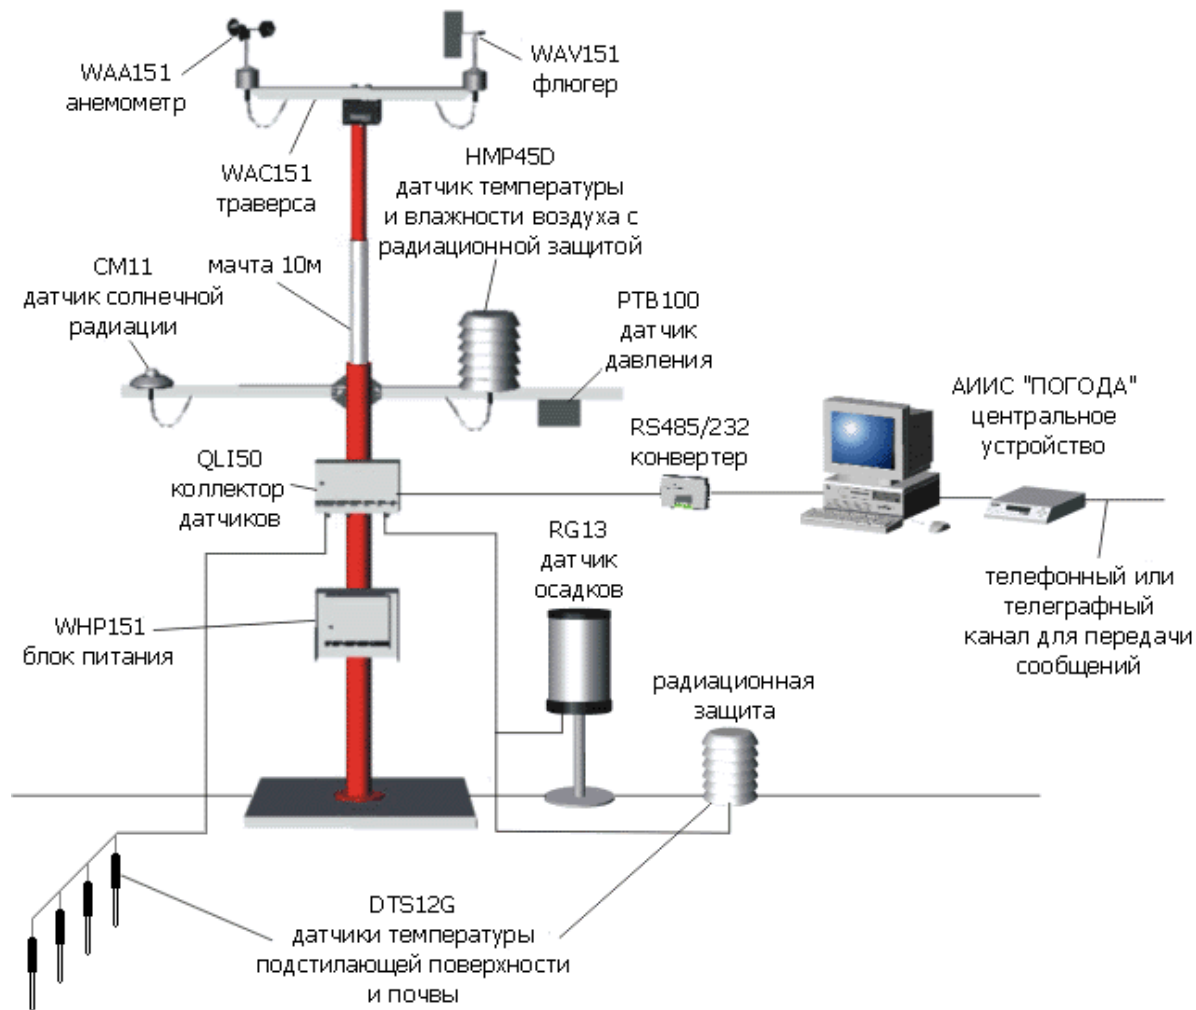 WAA151
анемометр
WAV151
флюгер
WAC151
траверса
HMP45D
датчик температуры
и влажности воздуха с
радиационной защитой
мачта 10м
CM11
датчик солнечной
радиации
PTB100
датчик
давления
АИИС "ПОГОДА"
центральное
устройство
RS485/232
конвертер
QLI50
коллектор
датчиков
RG13
датчик
осадков
телефонный или
телеграфный
канал для передачи
сообщений
WHP151
блок питания
радиационная
защита
DTS12G
датчики температуры
подстилающей поверхности
и почвы